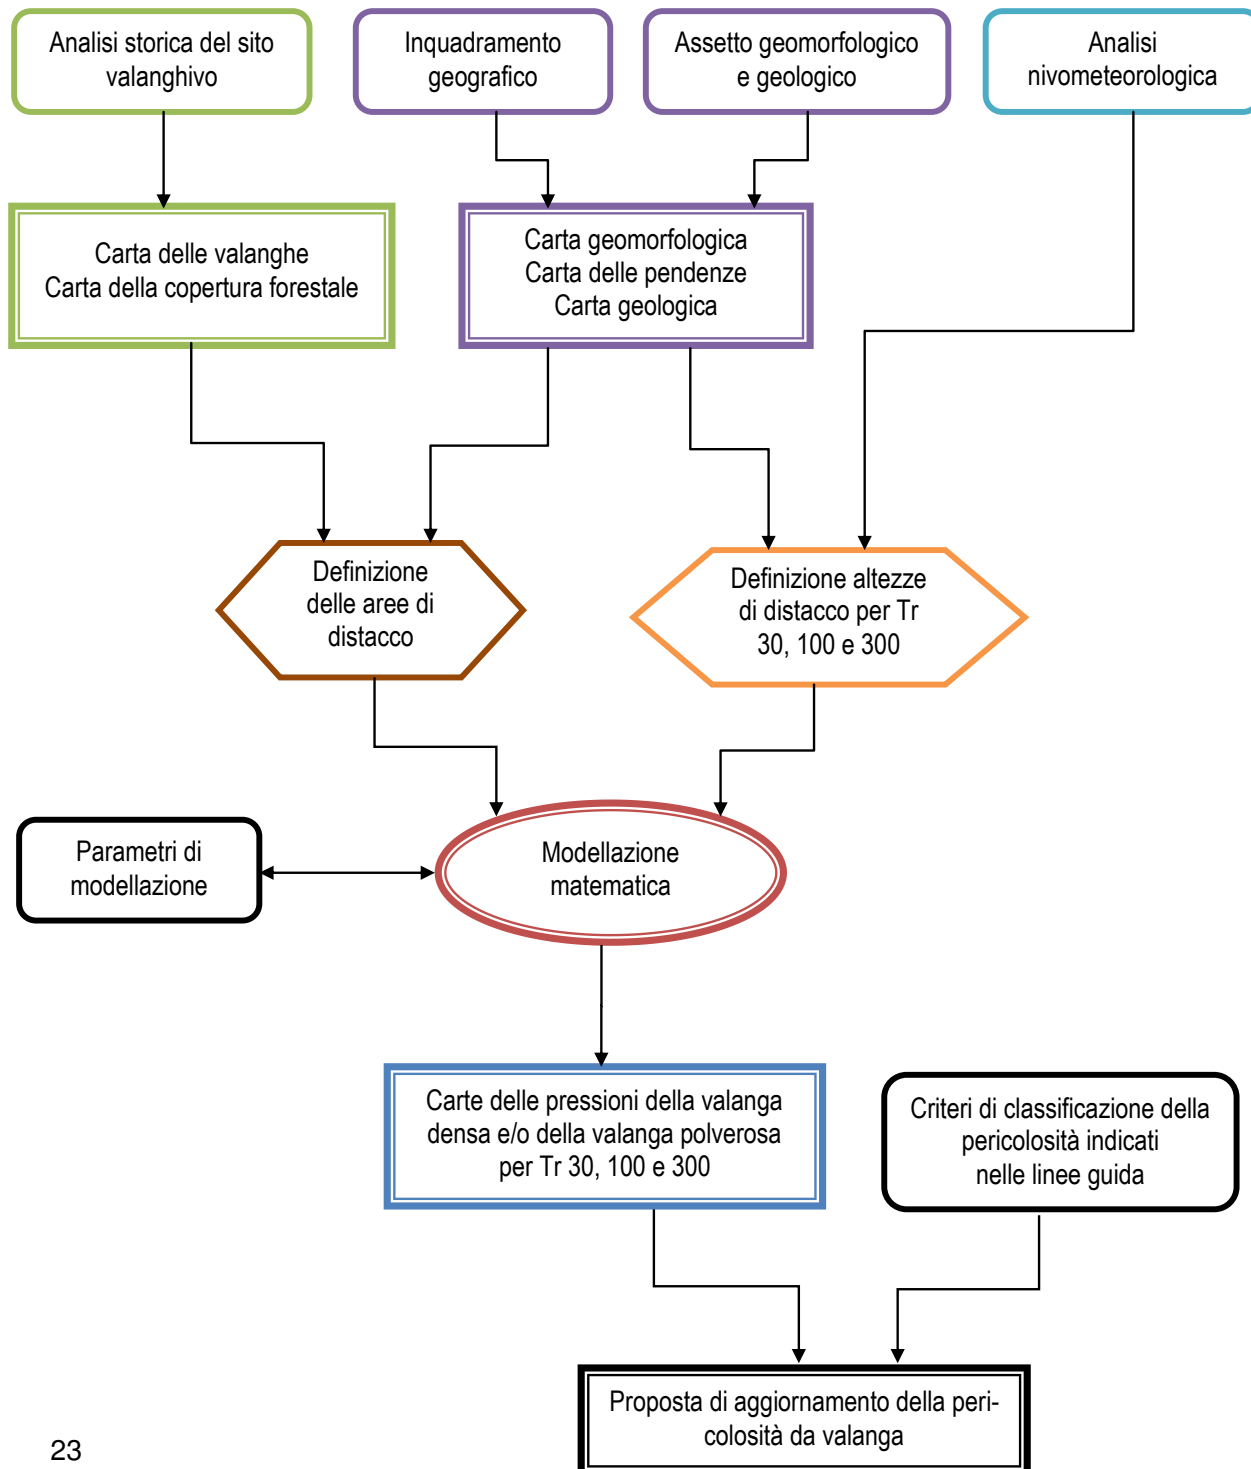 Analisi storica del sito
valanghivo
Inquadramento
geografico
Assetto geomorfologico
e geologico
Analisi
nivometeorologica
Carta delle valanghe
Carta della copertura forestale
Carta geomorfologica
Carta delle pendenze
Carta geologica
Definizione
delle aree di
distacco
Definizione altezze
di distacco per Tr
30, 100 e 300
Parametri di
modellazione
Modellazione
matematica
Carte delle pressioni della valanga
densa e/o della valanga polverosa
per Tr 30, 100 e 300
Criteri di classificazione della
pericolosità indicati
nelle linee guida
Proposta di aggiornamento della peri-
colosità da valanga
23